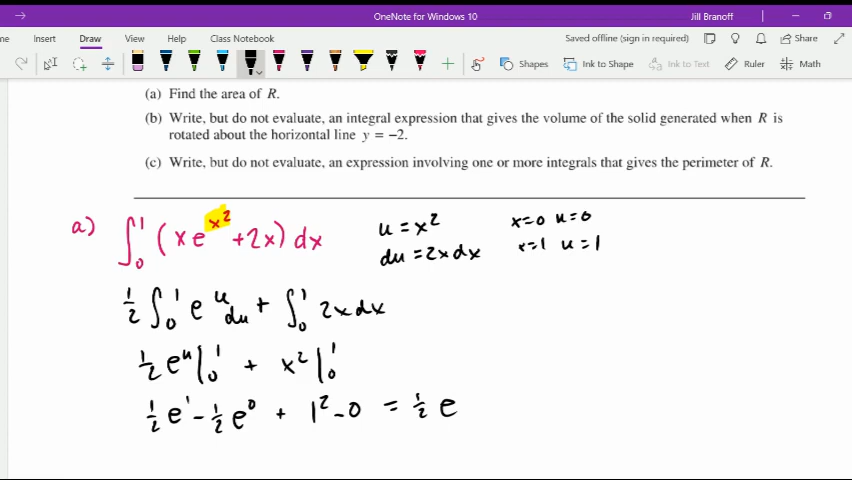 OneNote for Windows 10
Jill Branoff
me Insert Draw View Help Class Notebook
Saved offline (sign in required)
Share
Shapes
Ink to Shape
Ink to Text
Ruler
Math
(a) Find the area of R.
(b) Write, but do not evaluate, an integral expression that gives the volume of the solid generated when R is
rotated about the horizontal line y = −2.
(c) Write, but do not evaluate, an expression involving one or more integrals that gives the perimeter of R.
a) ∫₀¹ (xe^(x²) + 2x) dx
u = x²
x=0 u=0
du = 2x dx
x=1 u=1
½ ∫₀¹ e^u du + ∫₀¹ 2x dx
½ e^u |₀¹ + x² |₀¹
½ e¹ - ½ e⁰ + 1² - 0 = ½ e